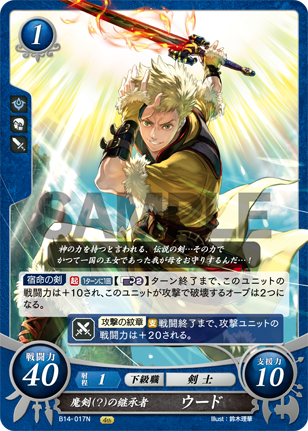 1
SAMPLE
神の力を持つと言われる、伝説の剣…その力で
かつて一国の王女であった我が母をお守りするんだ…!
宿命の剣 起 1ターンに1回 【2】ターン終了まで、このユニットの
戦闘力は+10され、このユニットが攻撃で破壊するオーブは2つに
なる。
攻撃の紋章 支 戦闘終了まで、攻撃ユニットの
戦闘力は+20される。
戦闘力
40
射程 1 下級職 剣士
支援力
10
魔剣(?)の継承者 ウード
B14-017N 4th Illust:鈴木理華